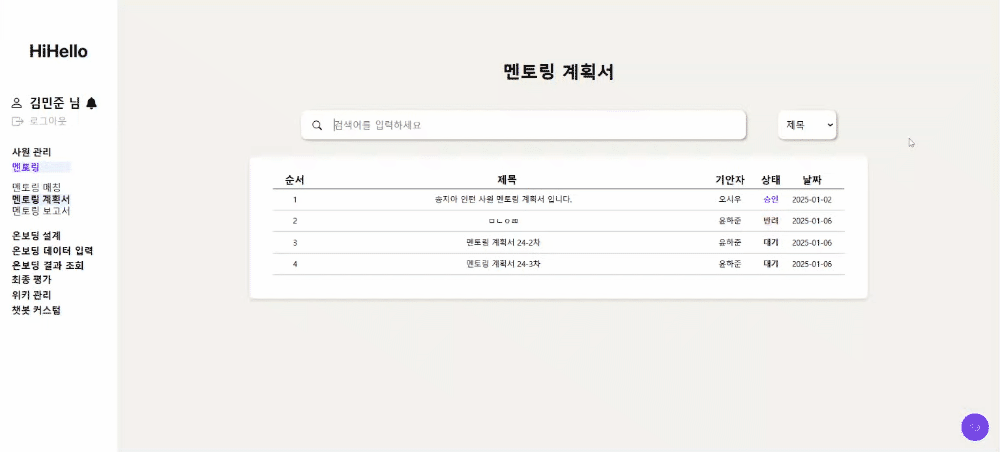 HiHello
김민준 님
로그아웃
사원 관리
멘토링
멘토링 매칭
멘토링 계획서
멘토링 보고서
온보딩 설계
온보딩 데이터 입력
온보딩 결과 조회
최종 평가
위키 관리
챗봇 커스텀
멘토링 계획서
검색어를 입력하세요
제목
순서 제목 기안자 상태 날짜
1 송지아 인턴 사원 멘토링 계획서 입니다. 오시우 승인 2025-01-02
2 윤하준 반려 2025-01-06
3 멘토링 계획서 24-2차 윤하준 대기 2025-01-06
4 멘토링 계획서 24-3차 윤하준 대기 2025-01-06